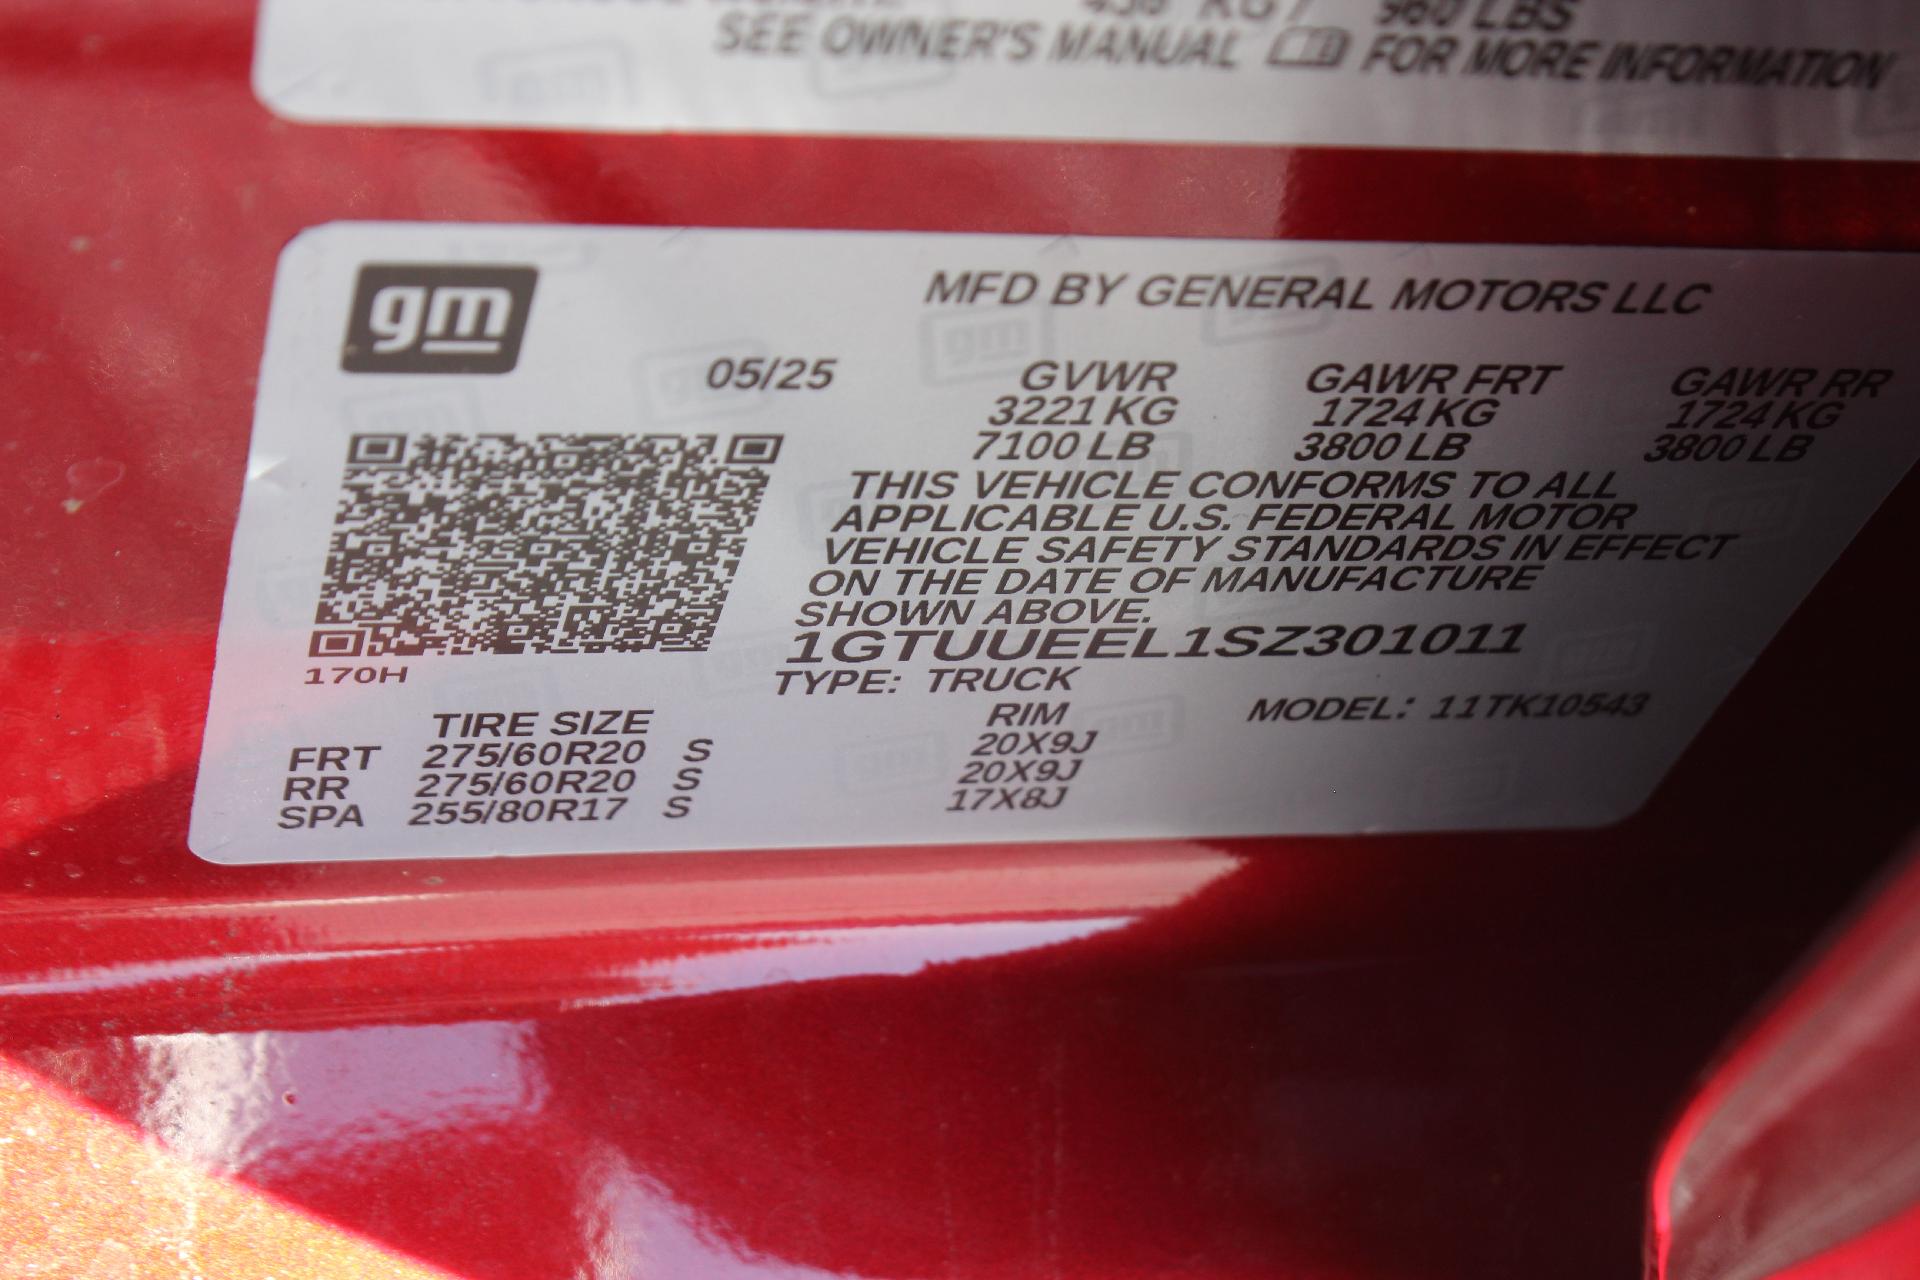 960 LBS
SEE OWNER'S MANUAL FOR MORE INFORMATION
gm
MFD BY GENERAL MOTORS LLC
05/25 GVWR GAWR FRT GAWR RR
3221 KG 1724 KG 1724 KG
7100 LB 3800 LB 3800 LB
THIS VEHICLE CONFORMS TO ALL
APPLICABLE U.S. FEDERAL MOTOR
VEHICLE SAFETY STANDARDS IN EFFECT
ON THE DATE OF MANUFACTURE
SHOWN ABOVE.
1GTUUEEL1SZ301011
170H
TYPE: TRUCK
MODEL: 11TK10543
TIRE SIZE RIM
FRT 275/60R20 S 20X9J
RR 275/60R20 S 20X9J
SPA 255/80R17 S 17X8J